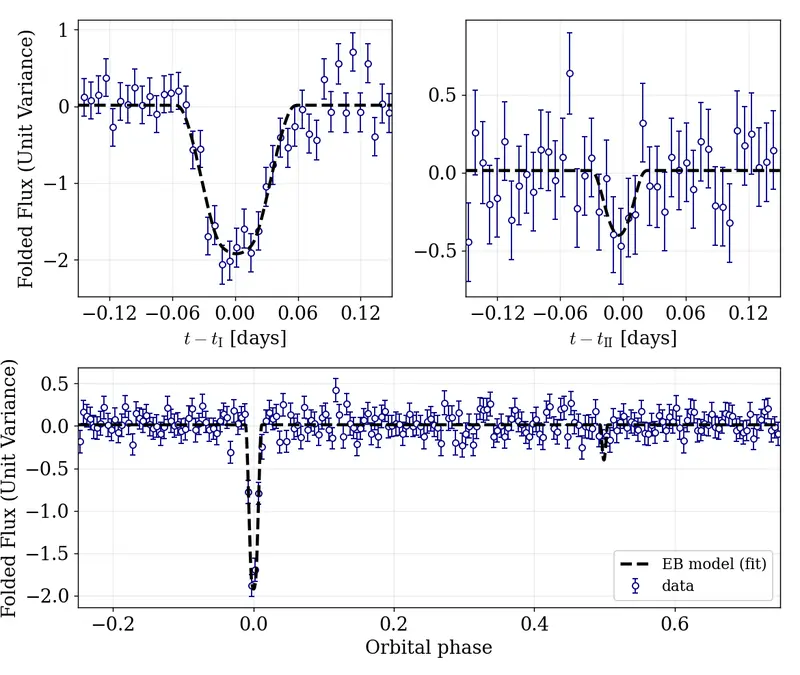 Folded Flux (Unit Variance)
1
0
−1
−2
−0.12 −0.06 0.00 0.06 0.12
t − t_I [days]
0.5
0.0
−0.5
−0.12 −0.06 0.00 0.06 0.12
t − t_II [days]
Folded Flux (Unit Variance)
0.5
0.0
−0.5
−1.0
−1.5
−2.0
−0.2 0.0 0.2 0.4 0.6
Orbital phase
EB model (fit)
data